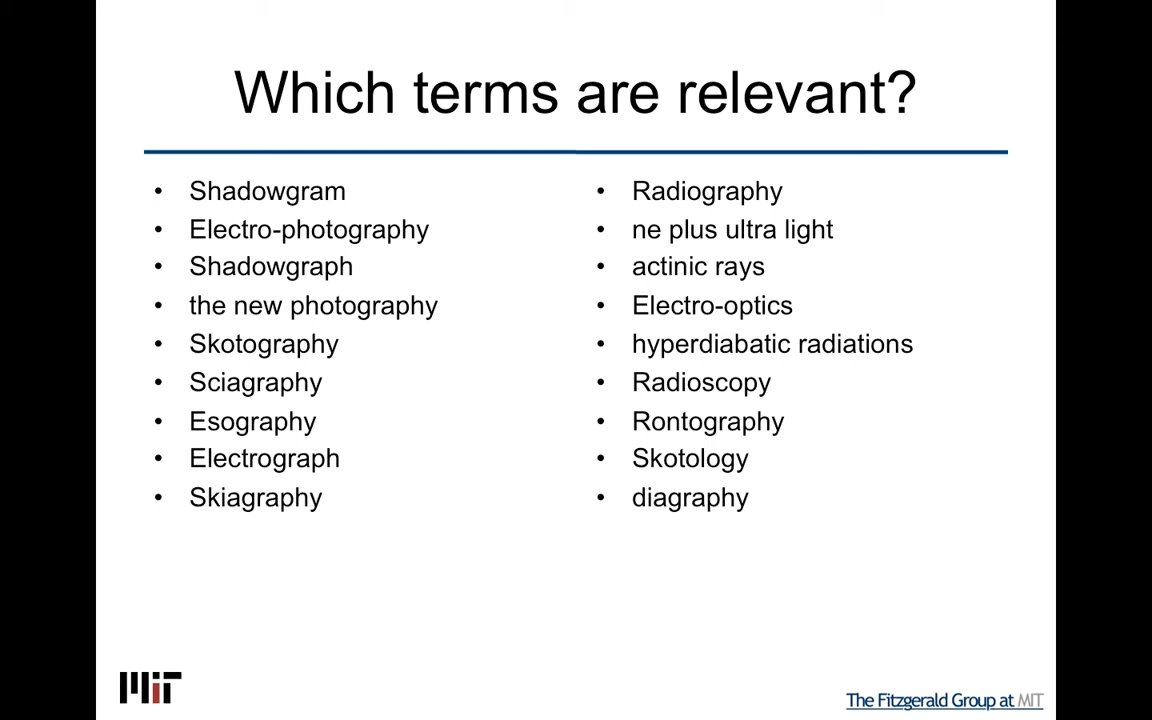 Which terms are relevant?
• Shadowgram
• Electro-photography
• Shadowgraph
• the new photography
• Skotography
• Sciagraphy
• Esography
• Electrograph
• Skiagraphy
• Radiography
• ne plus ultra light
• actinic rays
• Electro-optics
• hyperdiabatic radiations
• Radioscopy
• Rontography
• Skotology
• diagraphy
MIT
The Fitzgerald Group at MIT